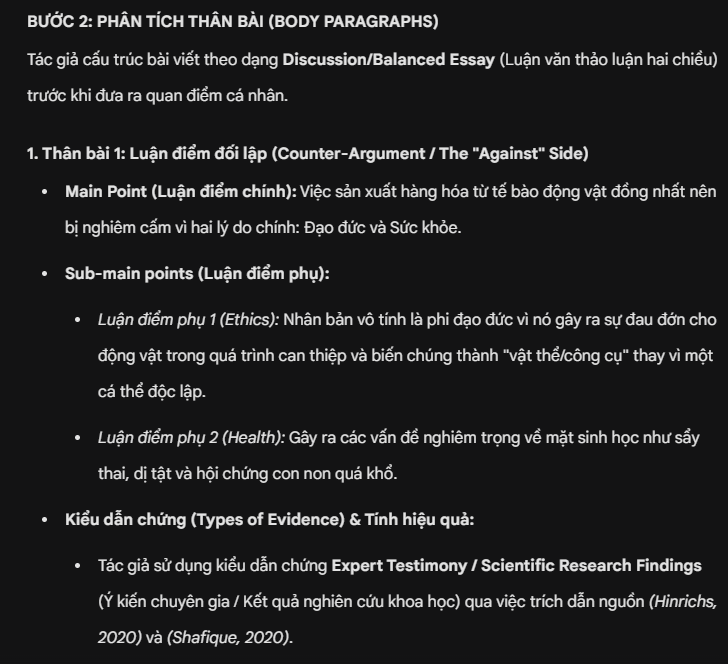 BƯỚC 2: PHÂN TÍCH THÂN BÀI (BODY PARAGRAPHS)
Tác giả cấu trúc bài viết theo dạng Discussion/Balanced Essay (Luận văn thảo luận hai chiều)
trước khi đưa ra quan điểm cá nhân.
1. Thân bài 1: Luận điểm đối lập (Counter-Argument / The "Against" Side)
• Main Point (Luận điểm chính): Việc sản xuất hàng hóa từ tế bào động vật đồng nhất nên
bị nghiêm cấm vì hai lý do chính: Đạo đức và Sức khỏe.
• Sub-main points (Luận điểm phụ):
• Luận điểm phụ 1 (Ethics): Nhân bản vô tính là phi đạo đức vì nó gây ra sự đau đớn cho
động vật trong quá trình can thiệp và biến chúng thành "vật thể/công cụ" thay vì một
cá thể độc lập.
• Luận điểm phụ 2 (Health): Gây ra các vấn đề nghiêm trọng về mặt sinh học như sẩy
thai, dị tật và hội chứng con non quá khổ.
• Kiểu dẫn chứng (Types of Evidence) & Tính hiệu quả:
• Tác giả sử dụng kiểu dẫn chứng Expert Testimony / Scientific Research Findings
(Ý kiến chuyên gia / Kết quả nghiên cứu khoa học) qua việc trích dẫn nguồn (Hinrichs,
2020) và (Shafique, 2020).